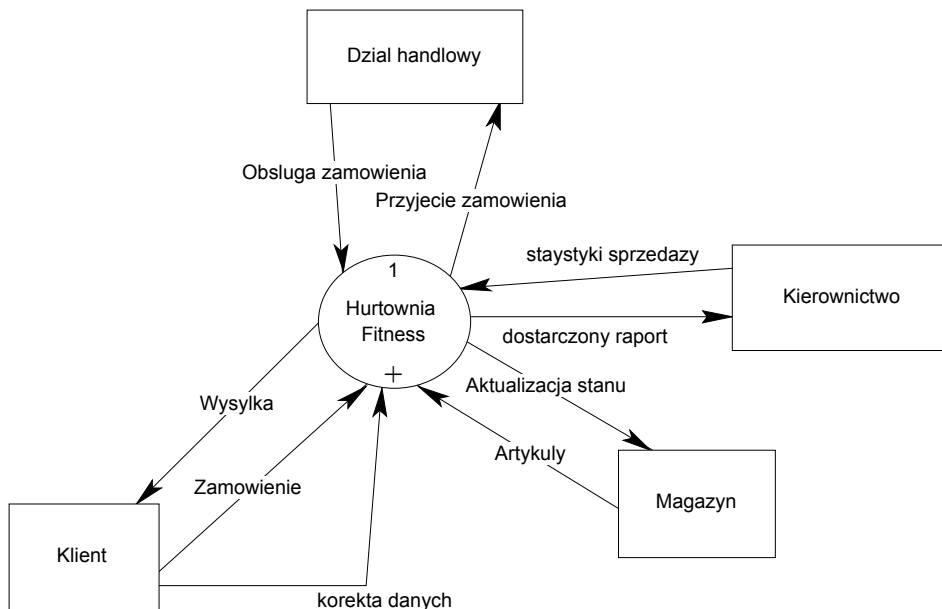 Dzial handlowy
Obsluga zamowienia
Przyjecie zamowienia
staystyki sprzedazy
1
Hurtownia
Fitness
+
Kierownictwo
dostarczony raport
Aktualizacja stanu
Wysylka
Artykuly
Zamowienie
Magazyn
Klient
korekta danych